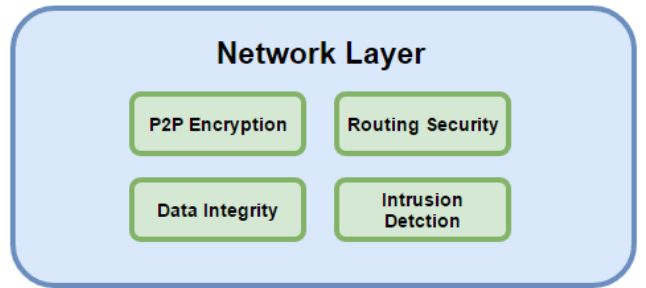 Network Layer
P2P Encryption
Routing Security
Data Integrity
Intrusion
Detction